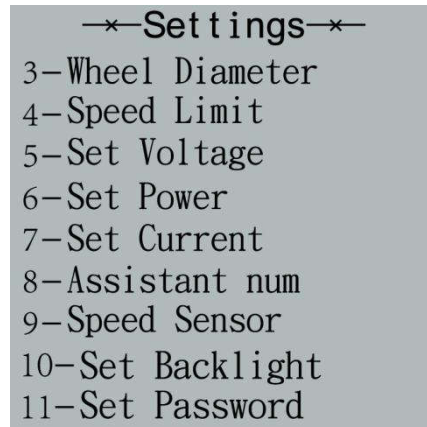 Settings
3-Wheel Diameter
4-Speed Limit
5-Set Voltage
6-Set Power
7-Set Current
8-Assistant num
9-Speed Sensor
10-Set Backlight
11-Set Password